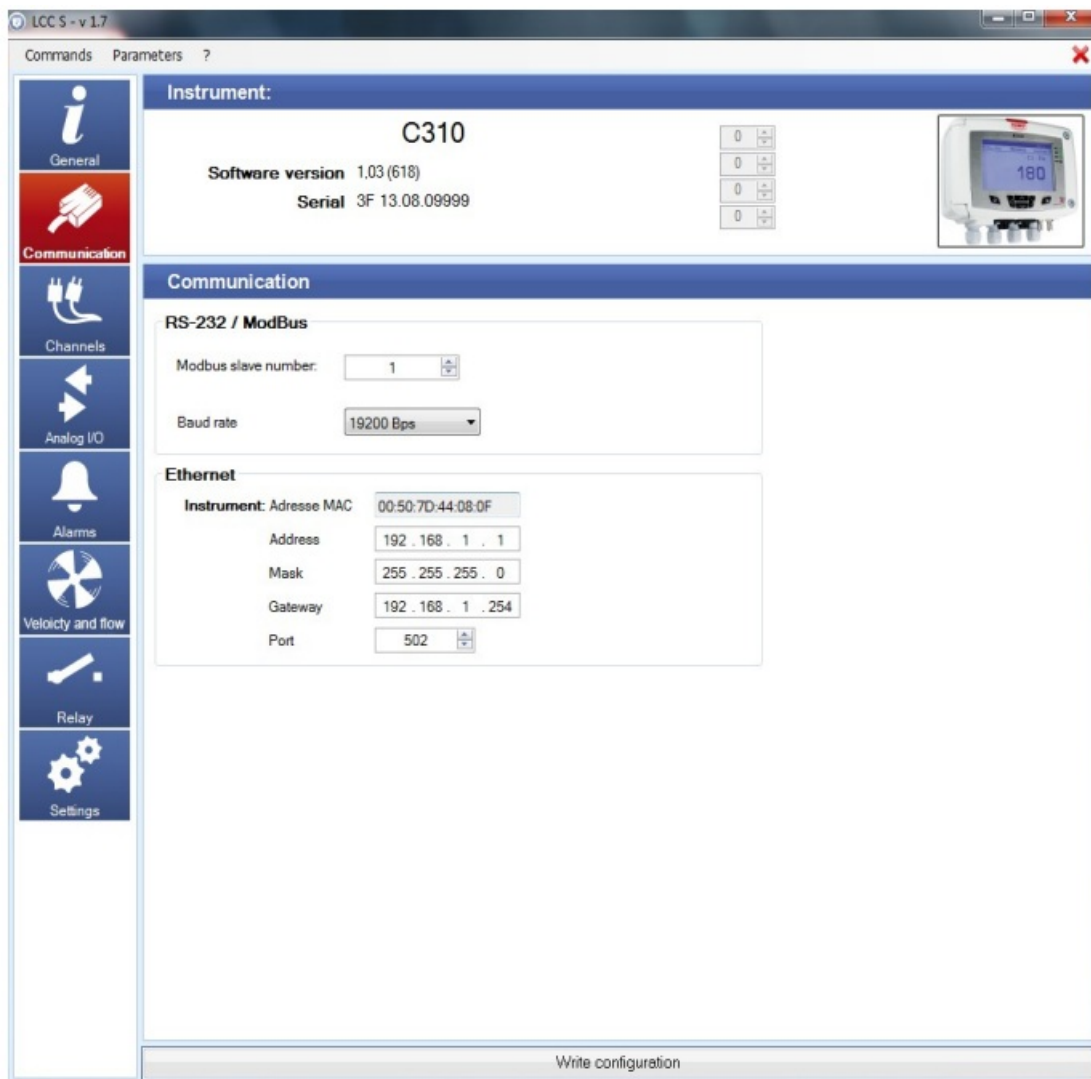 LCC S - v 1.7
Commands Parameters ?
Instrument:
C310
Software version 1,03 (618)
Serial 3F 13.08.09999
0
0
0
0
180
General
Communication
Channels
Analog I/O
Alarms
Veloicty and flow
Relay
Settings
Communication
RS-232 / ModBus
Modbus slave number: 1
Baud rate 19200 Bps
Ethernet
Instrument: Adresse MAC 00:50:7D:44:08:0F
Address 192 . 168 . 1 . 1
Mask 255 . 255 . 255 . 0
Gateway 192 . 168 . 1 . 254
Port 502
Write configuration